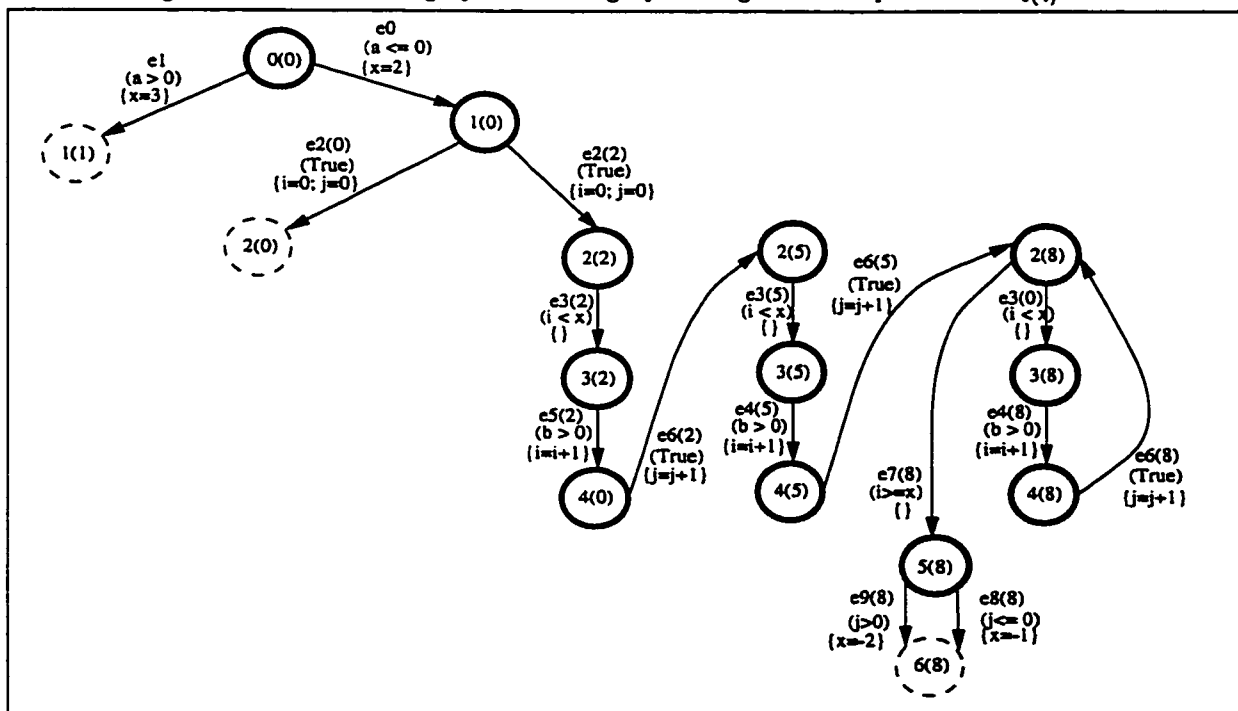 0(0)
e1
(a > 0)
{x=3}
e0
(a <= 0)
{x=2}
1(1)
1(0)
e2(0)
(True)
{i=0; j=0}
e2(2)
(True)
{i=0; j=0}
2(0)
2(2)
e3(2)
(i < x)
{}
3(2)
e5(2)
(b > 0)
{i=i+1}
4(0)
e6(2)
(True)
{j=j+1}
2(5)
e3(5)
(i < x)
{}
3(5)
e4(5)
(b > 0)
{i=i+1}
4(5)
e6(5)
(True)
{j=j+1}
2(8)
e3(0)
(i < x)
{}
3(8)
e4(8)
(b > 0)
{i=i+1}
4(8)
e6(8)
(True)
{j=j+1}
e7(8)
(i>=x)
{}
5(8)
e9(8)
(j>0)
{x=-2}
e8(8)
(j<= 0)
{x=-1}
6(8)